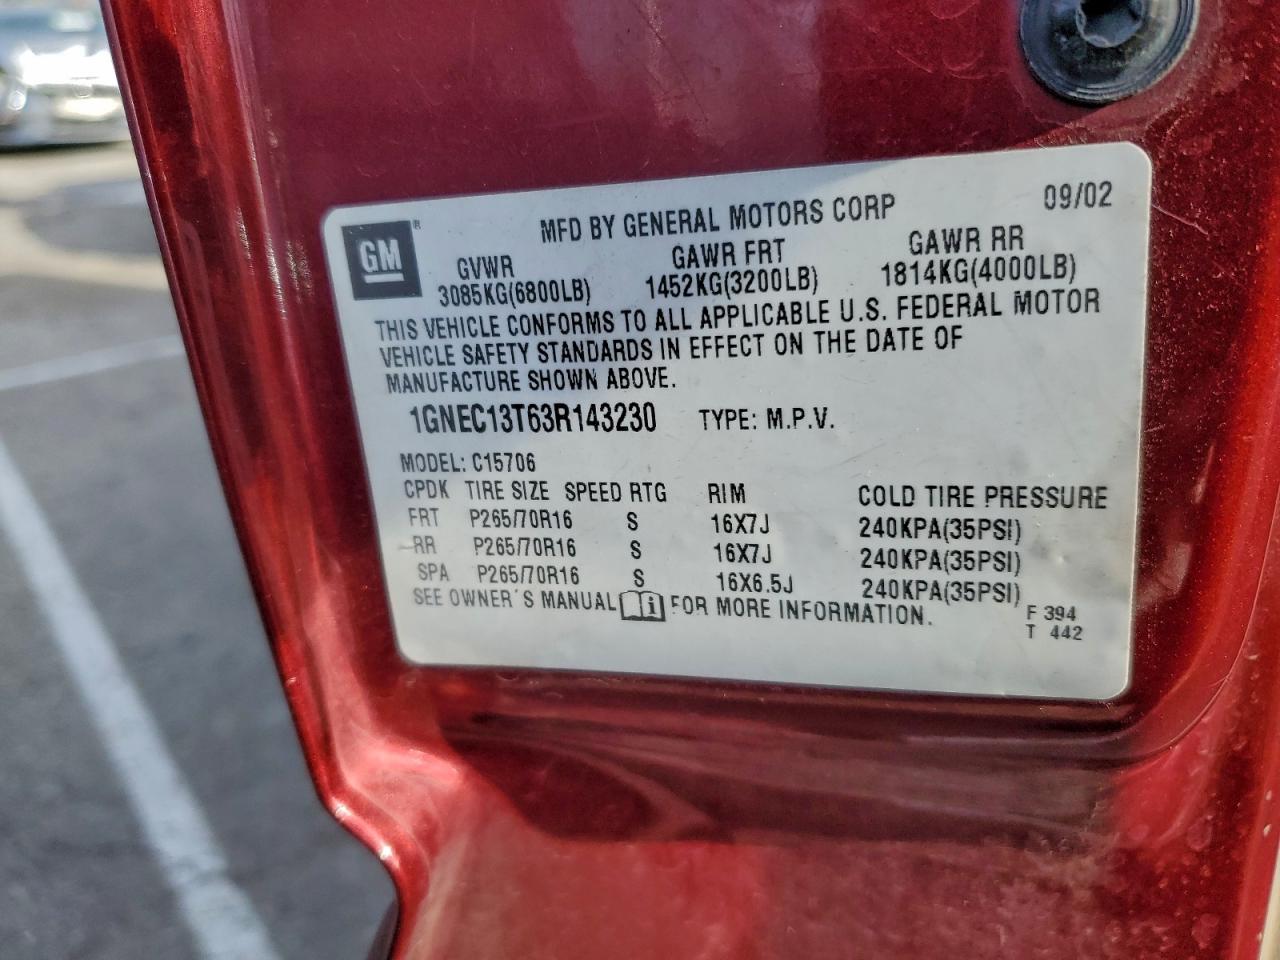 GM ®
MFD BY GENERAL MOTORS CORP 09/02
GVWR GAWR FRT GAWR RR
3085KG(6800LB) 1452KG(3200LB) 1814KG(4000LB)
THIS VEHICLE CONFORMS TO ALL APPLICABLE U.S. FEDERAL MOTOR
VEHICLE SAFETY STANDARDS IN EFFECT ON THE DATE OF
MANUFACTURE SHOWN ABOVE.
1GNEC13T63R143230 TYPE: M.P.V.
MODEL: C15706
CPDK TIRE SIZE SPEED RTG RIM COLD TIRE PRESSURE
FRT P265/70R16 S 16X7J 240KPA(35PSI)
RR P265/70R16 S 16X7J 240KPA(35PSI)
SPA P265/70R16 S 16X6.5J 240KPA(35PSI)
SEE OWNER'S MANUAL i FOR MORE INFORMATION.
F 394
T 442